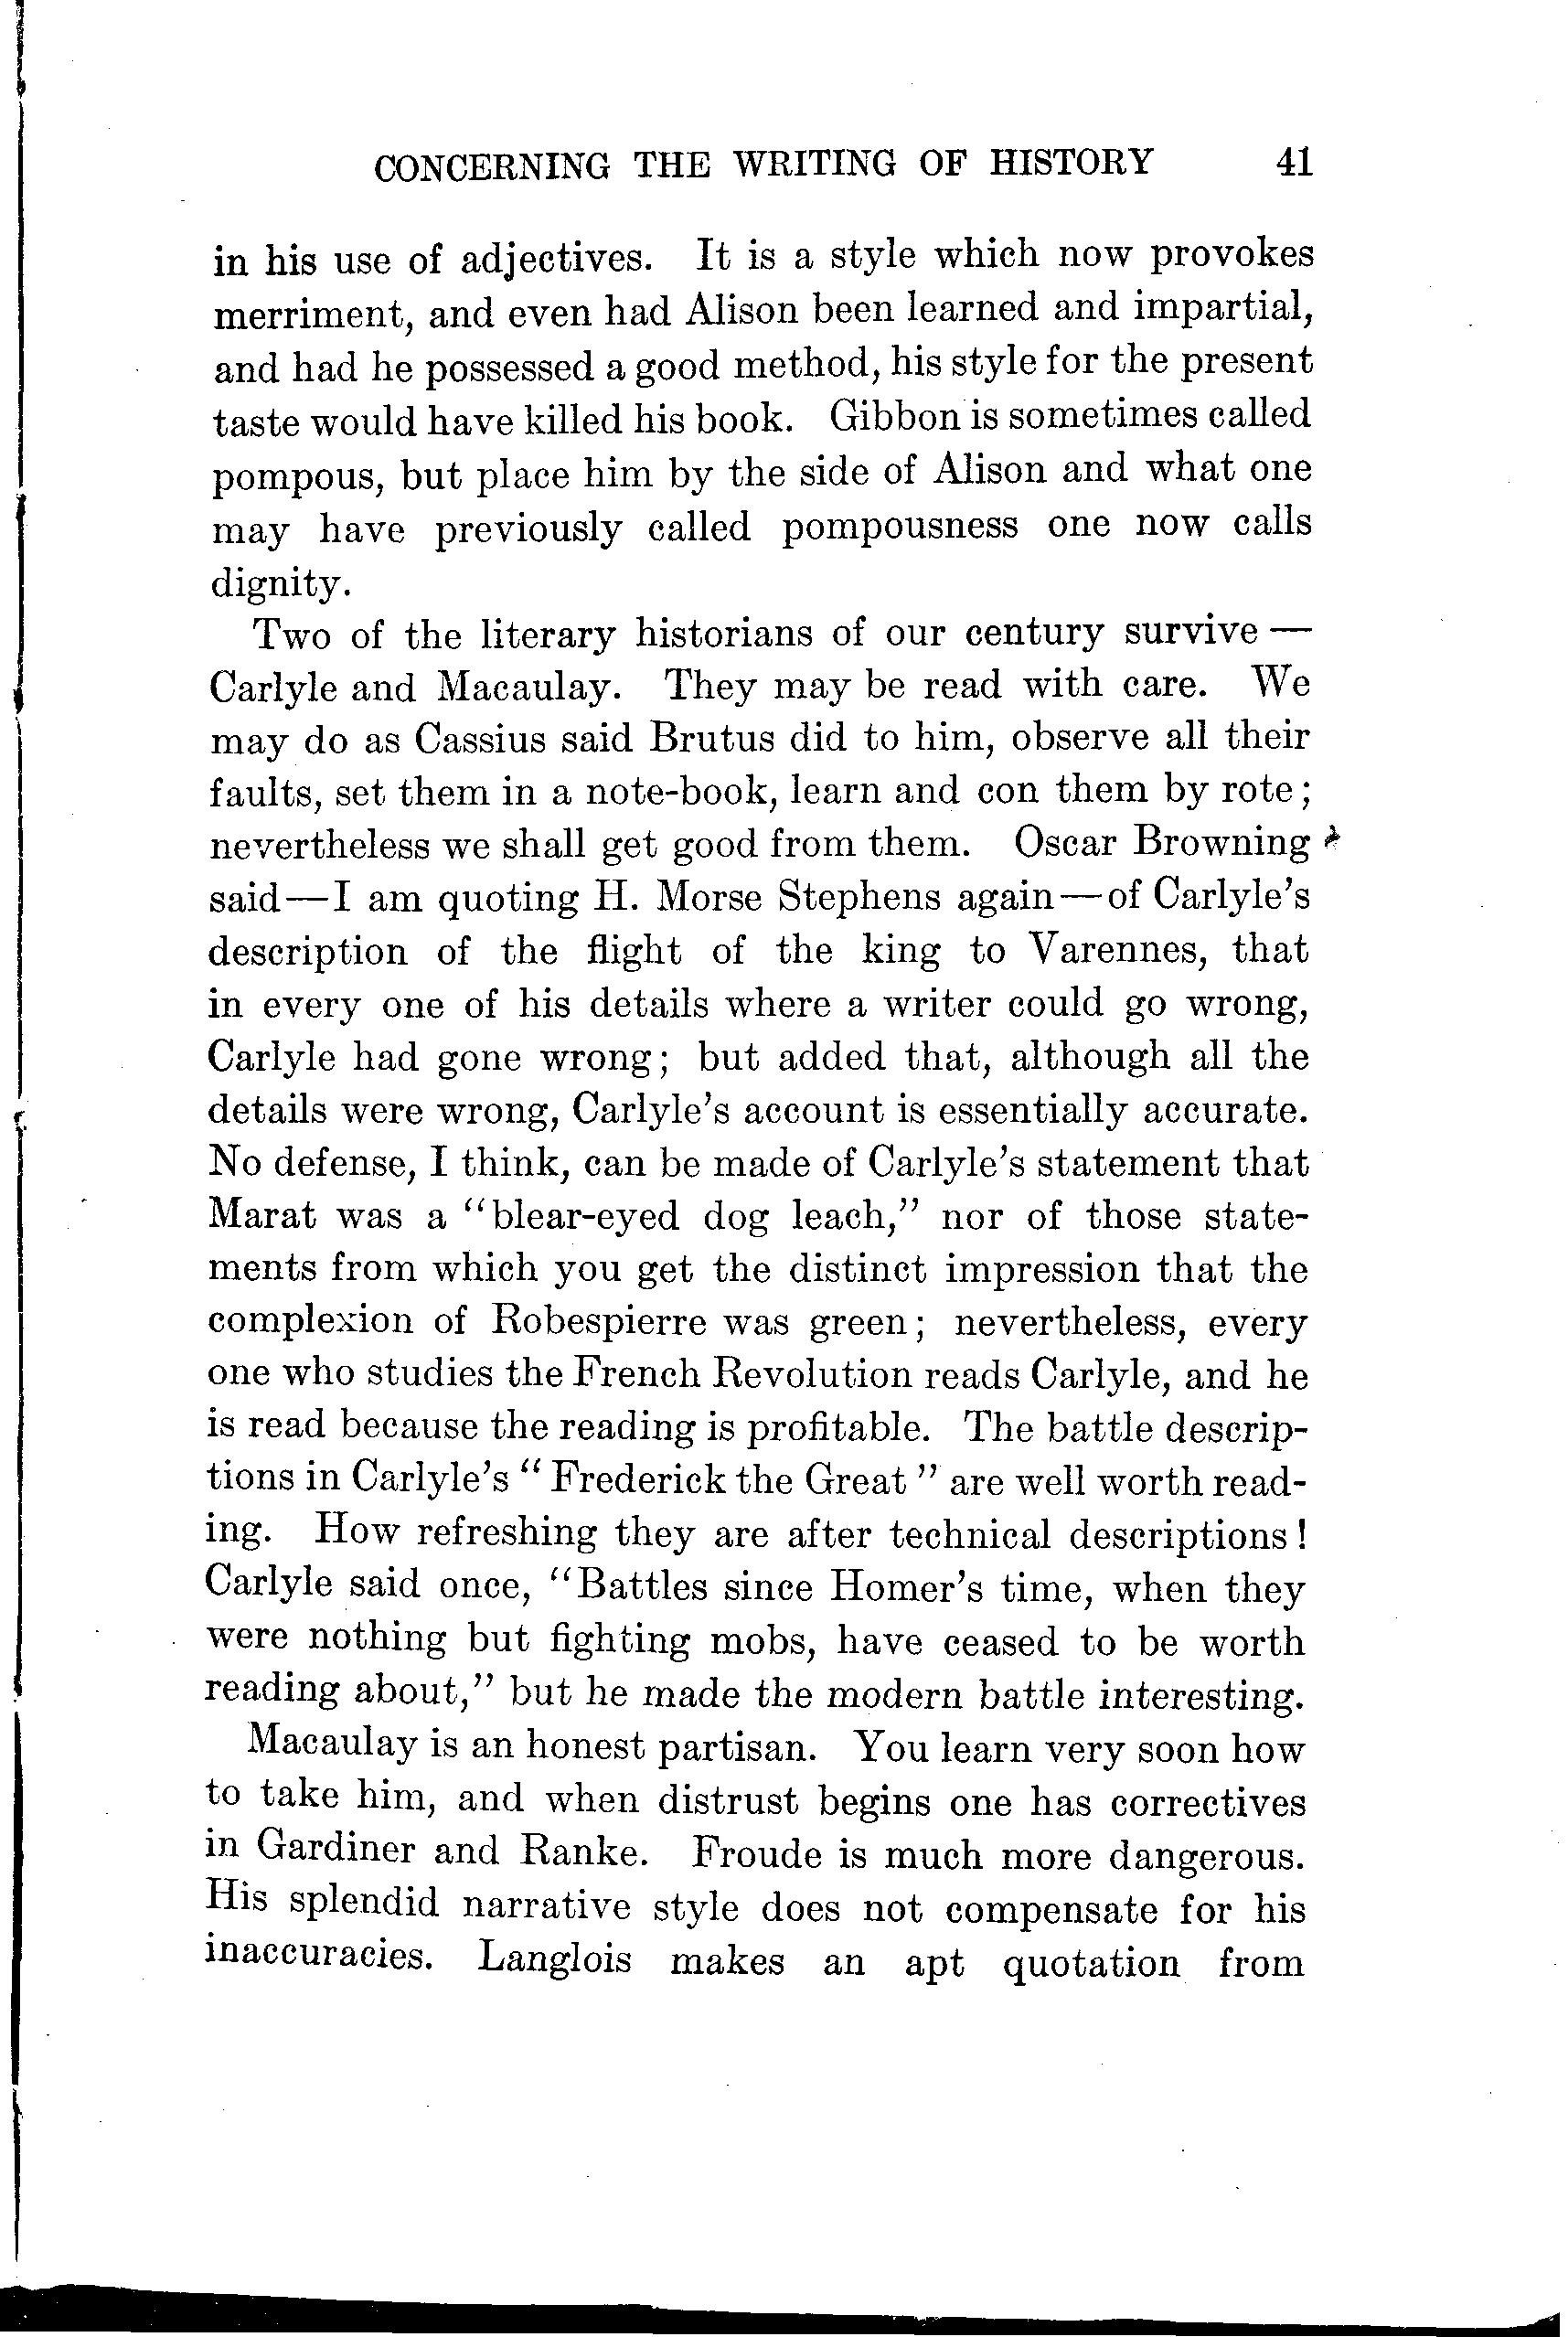 CONCERNING THE WRITING OF HISTORY 41
in his use of adjectives. It is a style which now provokes
merriment, and even had Alison been learned and impartial,
and had he possessed a good method, his style for the present
taste would have killed his book. Gibbon is sometimes called
pompous, but place him by the side of Alison and what one
may have previously called pompousness one now calls
dignity.
Two of the literary historians of our century survive —
Carlyle and Macaulay. They may be read with care. We
may do as Cassius said Brutus did to him, observe all their
faults, set them in a note-book, learn and con them by rote;
nevertheless we shall get good from them. Oscar Browning
said—I am quoting H. Morse Stephens again—of Carlyle's
description of the flight of the king to Varennes, that
in every one of his details where a writer could go wrong,
Carlyle had gone wrong; but added that, although all the
details were wrong, Carlyle's account is essentially accurate.
No defense, I think, can be made of Carlyle's statement that
Marat was a "blear-eyed dog leach," nor of those state-
ments from which you get the distinct impression that the
complexion of Robespierre was green; nevertheless, every
one who studies the French Revolution reads Carlyle, and he
is read because the reading is profitable. The battle descrip-
tions in Carlyle's "Frederick the Great" are well worth read-
ing. How refreshing they are after technical descriptions!
Carlyle said once, "Battles since Homer's time, when they
were nothing but fighting mobs, have ceased to be worth
reading about," but he made the modern battle interesting.
Macaulay is an honest partisan. You learn very soon how
to take him, and when distrust begins one has correctives
in Gardiner and Ranke. Froude is much more dangerous.
His splendid narrative style does not compensate for his
inaccuracies. Langlois makes an apt quotation from